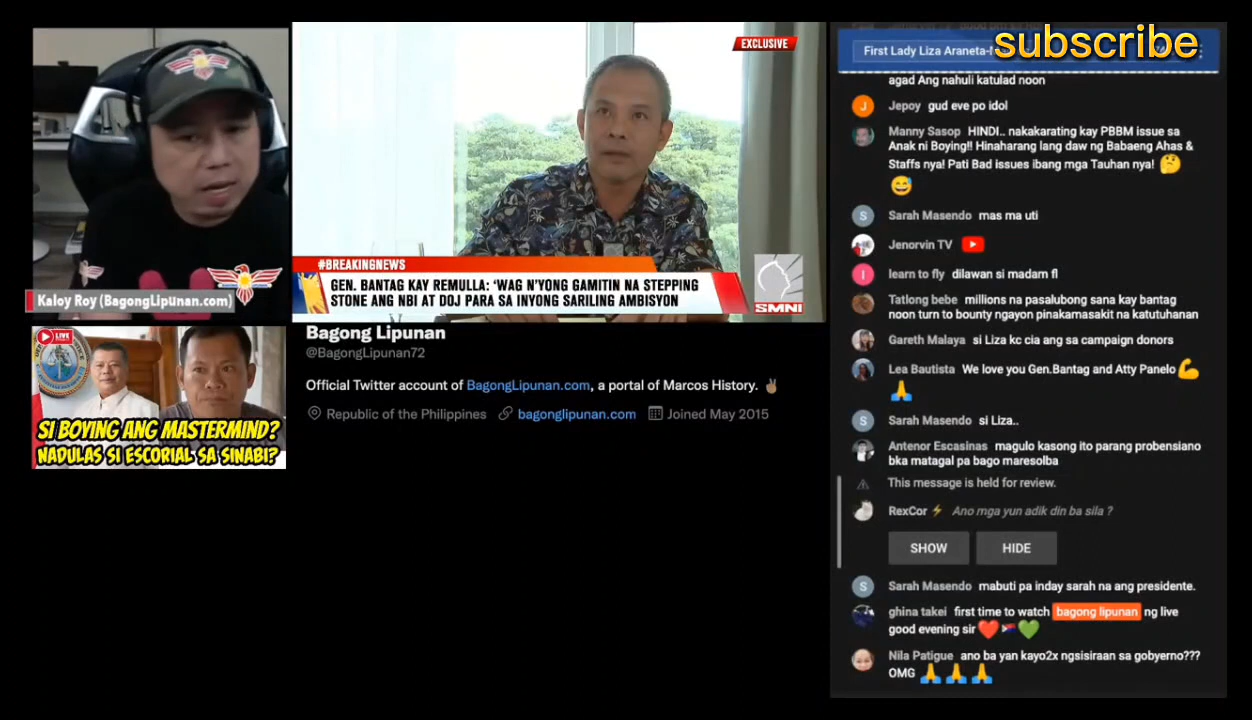 Kaloy Roy (BagongLipunan.com)
LIVE
SI BOYING ANG MASTERMIND?
NADULAS SI ESCORIAL SA SINABI?
EXCLUSIVE
#BREAKINGNEWS
GEN. BANTAG KAY REMULLA: 'WAG N'YONG GAMITIN NA STEPPING
STONE ANG NBI AT DOJ PARA SA INYONG SARILING AMBISYON
SMNI
Bagong Lipunan
@BagongLipunan72
Official Twitter account of BagongLipunan.com, a portal of Marcos History. ✌🏽
Republic of the Philippines bagonglipunan.com Joined May 2015
subscribe
First Lady Liza Araneta-
agad Ang nahuli katulad noon
J
Jepoy gud eve po idol
Manny Sasop HINDI.. nakakarating kay PBBM issue sa
Anak ni Boying!! Hinaharang lang daw ng Babaeng Ahas &
Staffs nya! Pati Bad issues ibang mga Tauhan nya! 🤔
😅
S
Sarah Masendo mas ma uti
Jenorvin TV
I
learn to fly dilawan si madam fl
Tatlong bebe millions na pasalubong sana kay bantag
noon turn to bounty ngayon pinakamasakit na katutuhanan
Gareth Malaya si Liza kc cia ang sa campaign donors
Lea Bautista We love you Gen.Bantag and Atty Panelo 💪
🙏
S
Sarah Masendo si Liza..
Antenor Escasinas magulo kasong ito parang probensiano
bka matagal pa bago maresolba
This message is held for review.
RexCor ⚡ Ano mga yun adik din ba sila ?
SHOW HIDE
S
Sarah Masendo mabuti pa inday sarah na ang presidente.
ghina takei first time to watch bagong lipunan ng live
good evening sir ❤️🇵🇭💚
Nila Patigue ano ba yan kayo2x ngsisiraan sa gobyerno???
OMG 🙏🙏🙏